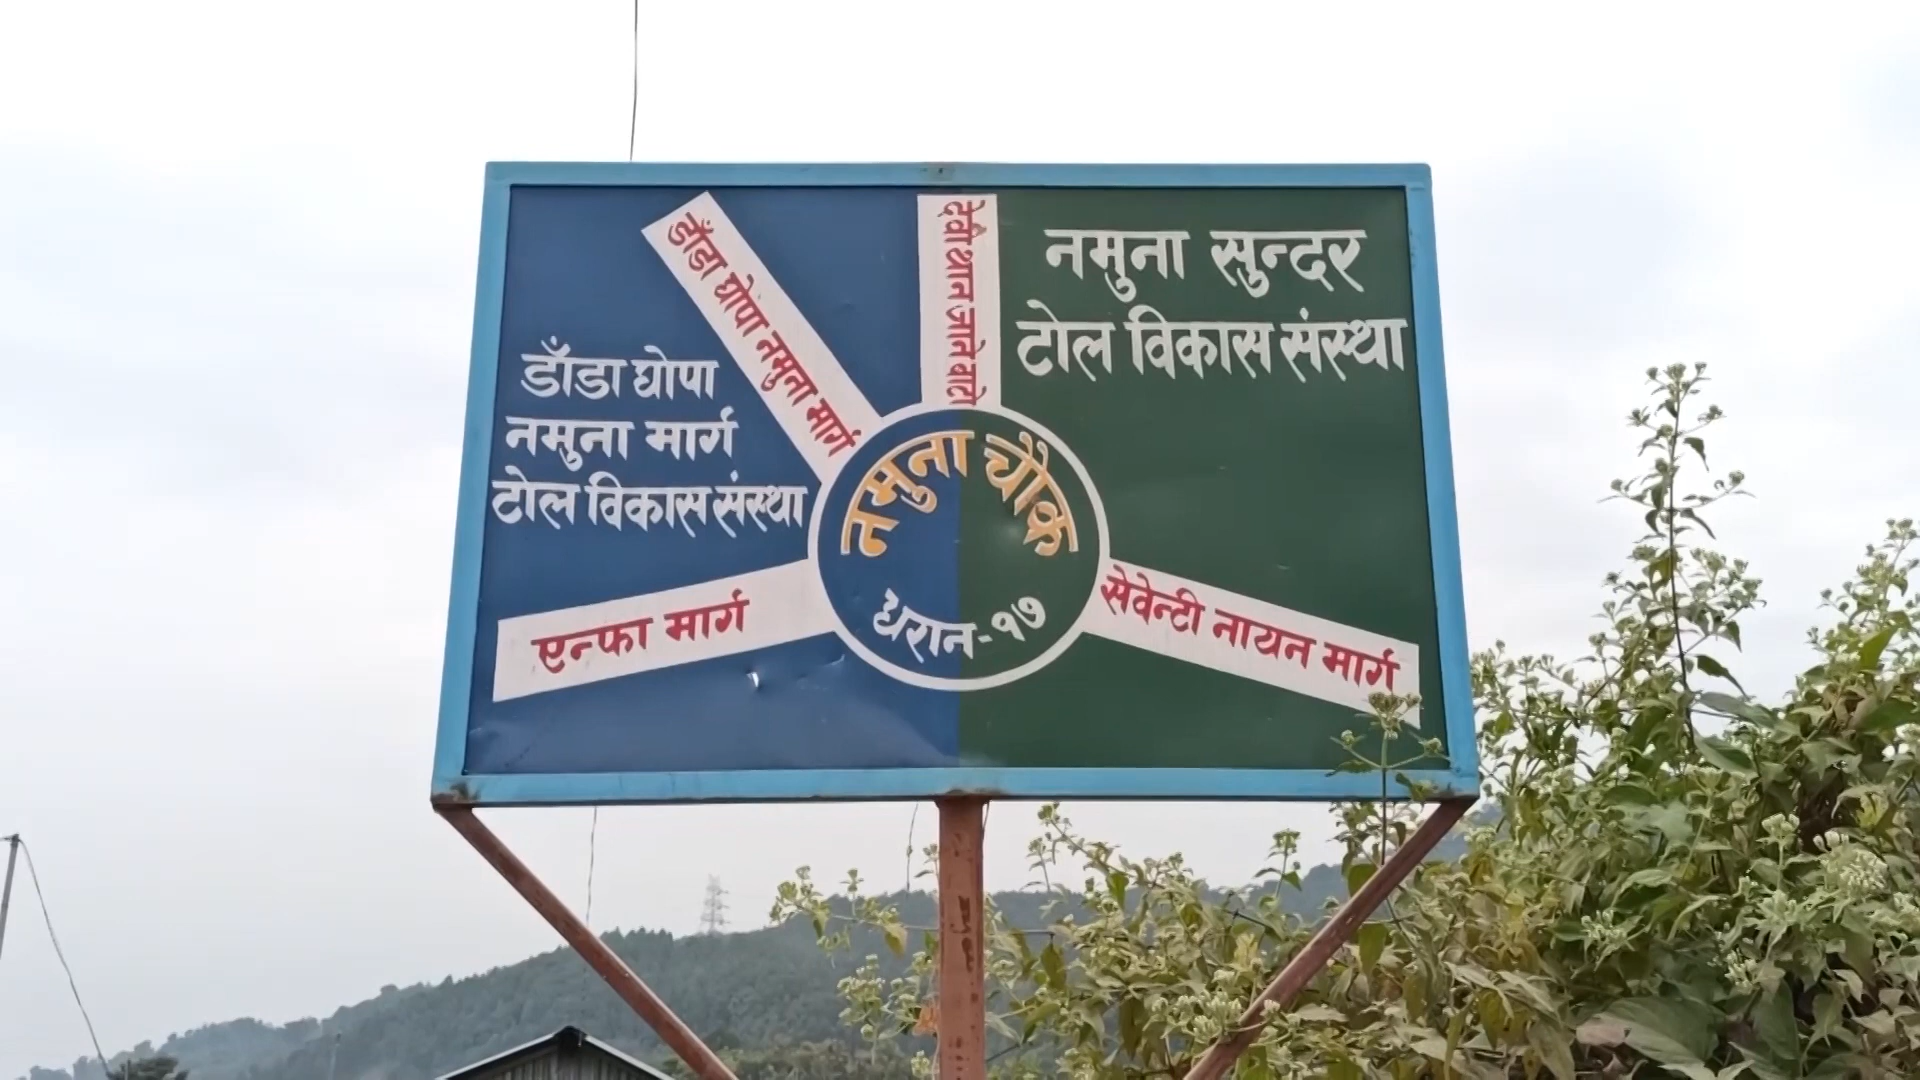 डाँडा घोपा नमुना मार्ग
देवी थान जाने बाटो
नमुना सुन्दर
टोल विकास संस्था
डाँडा घोपा
नमुना मार्ग
टोल विकास संस्था
नमुना चौक
धरान-१७
एन्फा मार्ग
सेवेन्टी नायन मार्ग